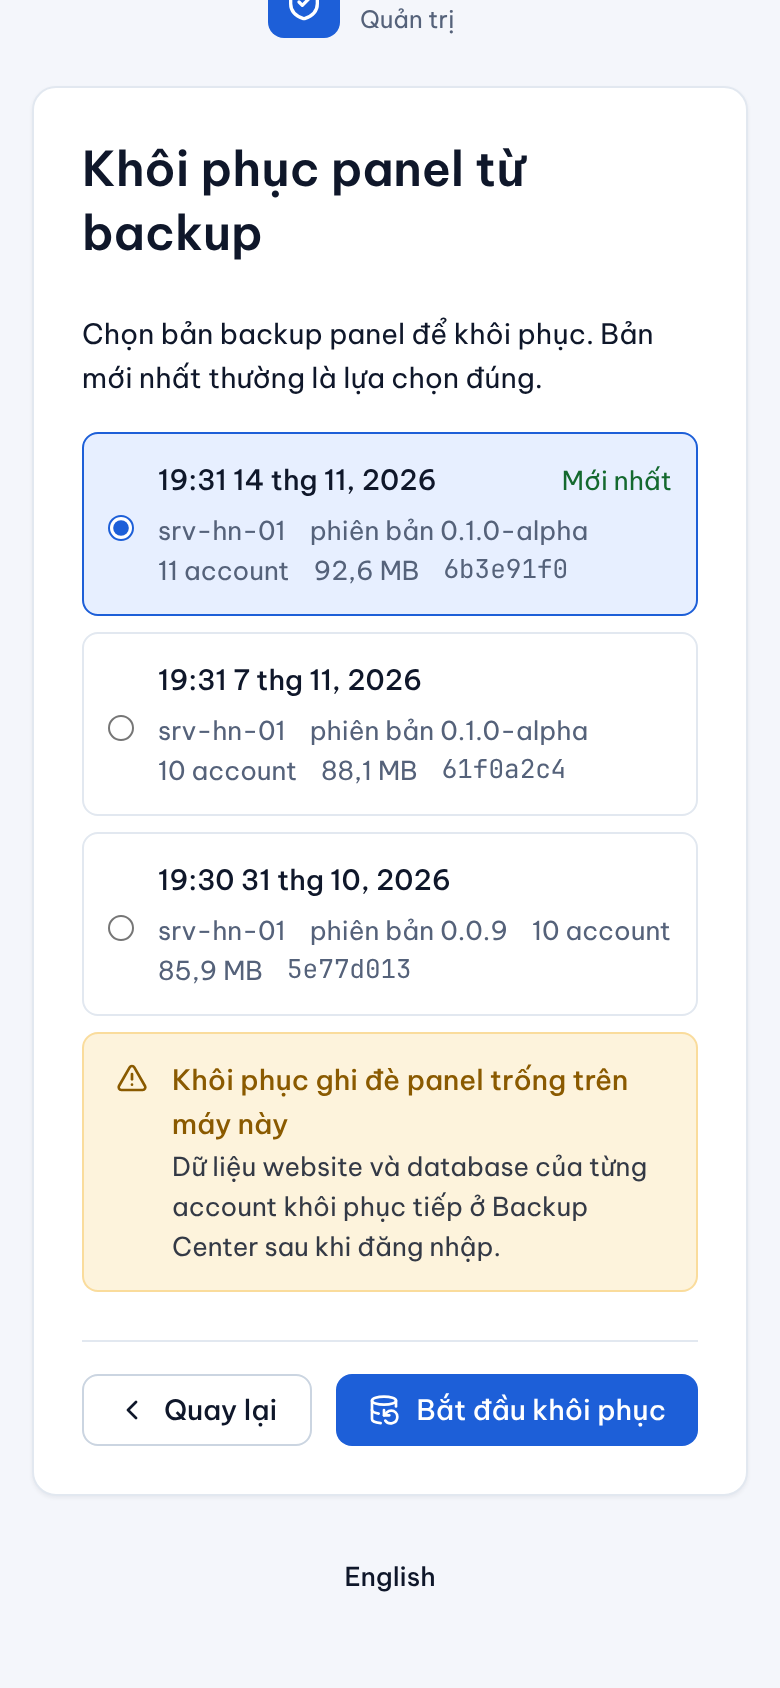 Quản trị
Khôi phục panel từ
backup
Chọn bản backup panel để khôi phục. Bản
mới nhất thường là lựa chọn đúng.
19:31 14 thg 11, 2026 Mới nhất
srv-hn-01 phiên bản 0.1.0-alpha
11 account 92,6 MB 6b3e91f0
19:31 7 thg 11, 2026
srv-hn-01 phiên bản 0.1.0-alpha
10 account 88,1 MB 61f0a2c4
19:30 31 thg 10, 2026
srv-hn-01 phiên bản 0.0.9 10 account
85,9 MB 5e77d013
Khôi phục ghi đè panel trống trên
máy này
Dữ liệu website và database của từng
account khôi phục tiếp ở Backup
Center sau khi đăng nhập.
Quay lại Bắt đầu khôi phục
English